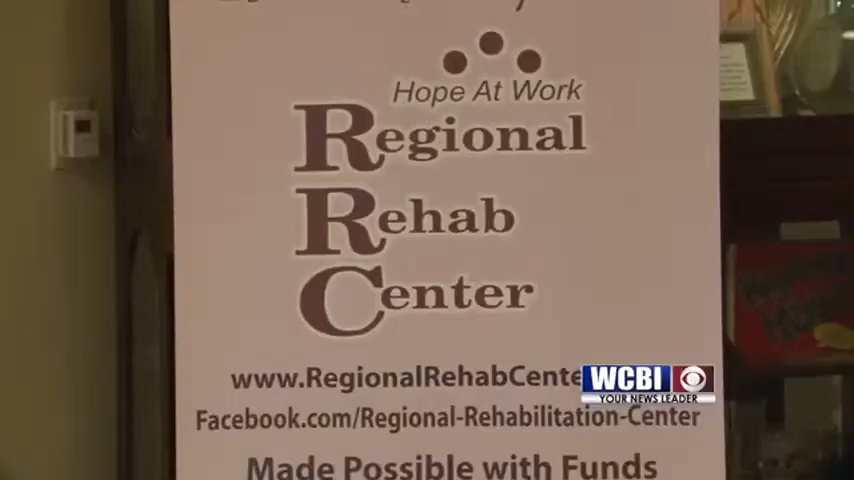 Hope At Work
Regional
Rehab
Center
www.RegionalRehabCente
WCBI
YOUR NEWS LEADER
Facebook.com/Regional-Rehabilitation-Center
Made Possible with Funds